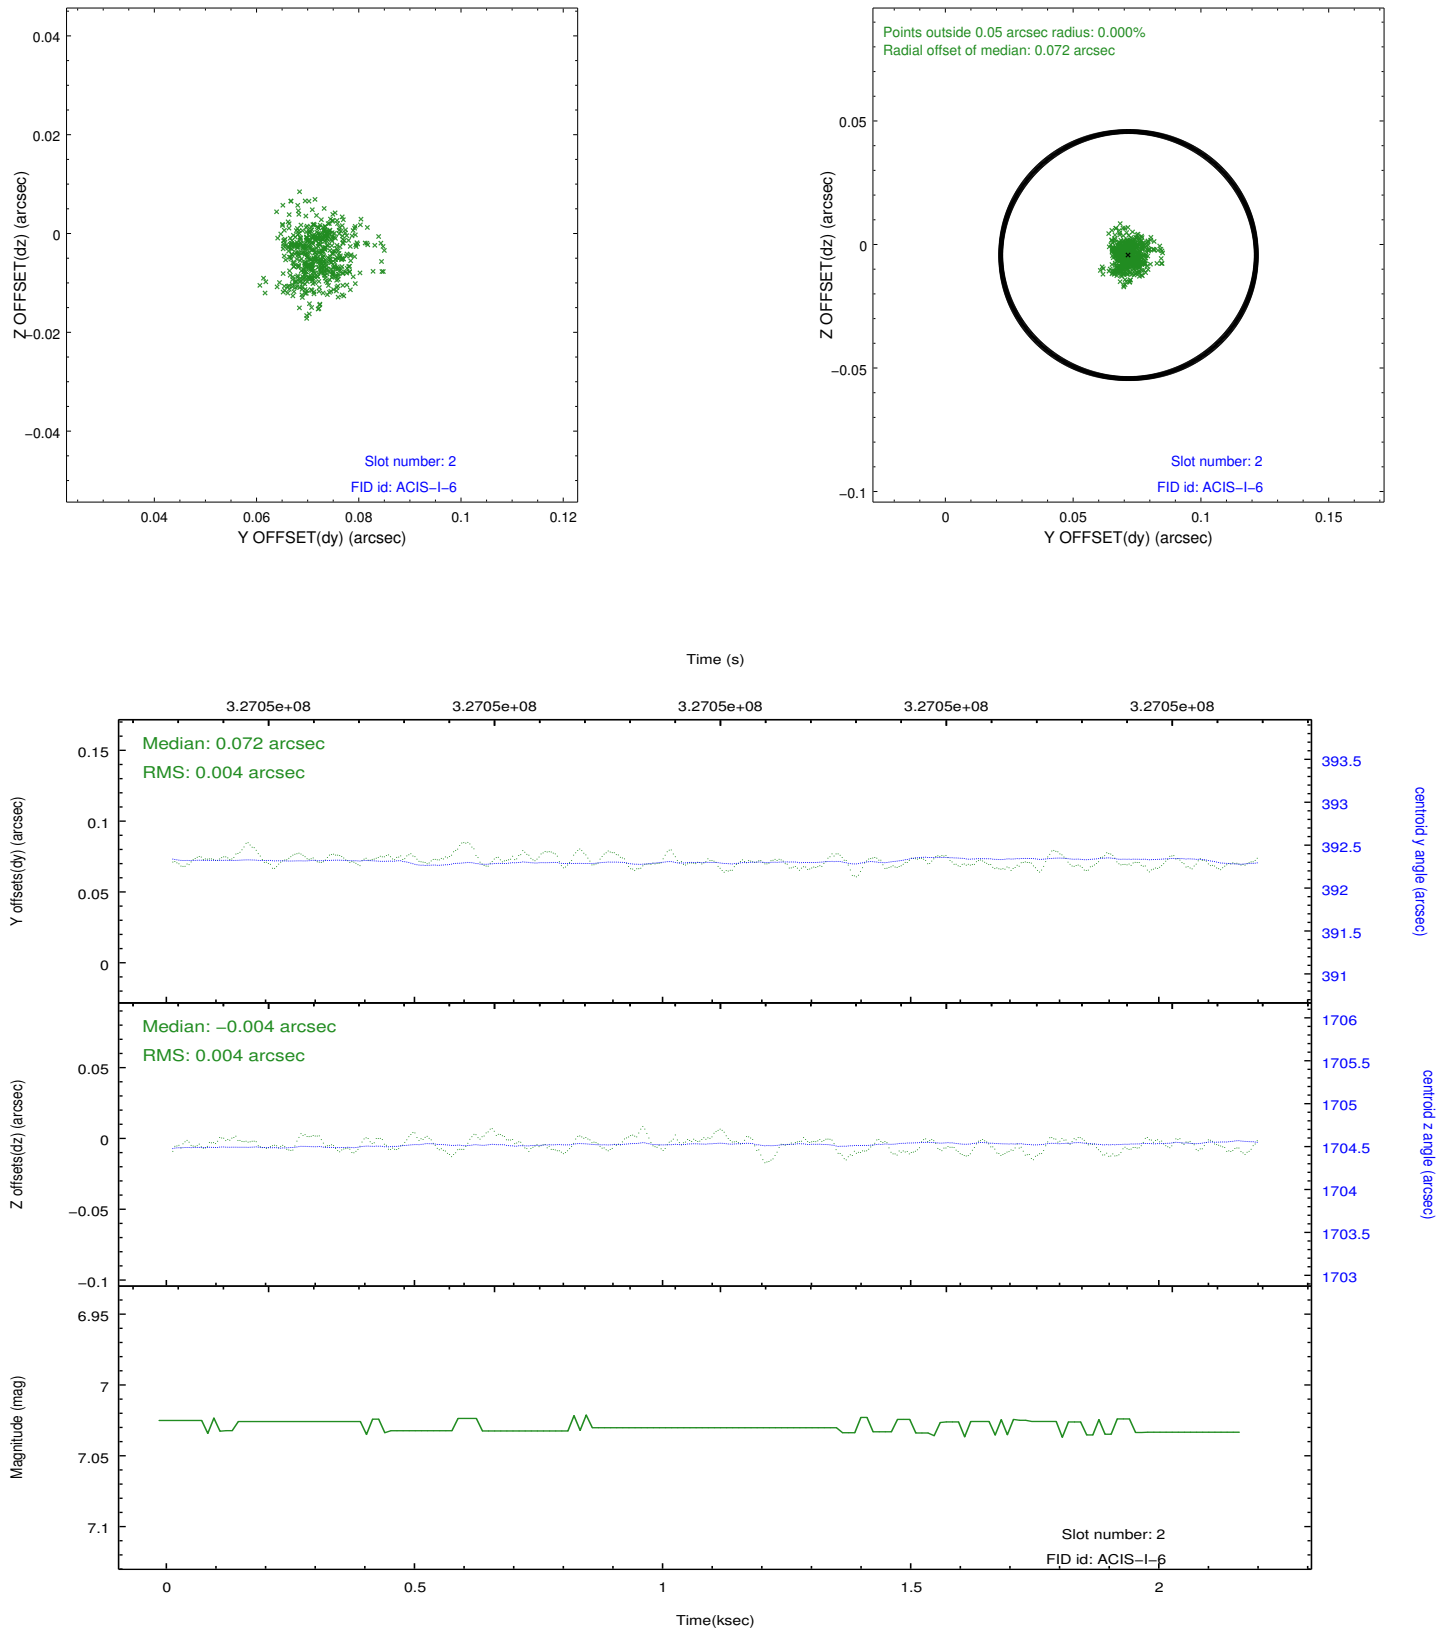 0.04
0.02
0
−0.02
−0.04
Z OFFSET(dz) (arcsec)
Slot number: 2
FID id: ACIS−I−6
0.04 0.06 0.08 0.1 0.12
Y OFFSET(dy) (arcsec)
Points outside 0.05 arcsec radius: 0.000%
Radial offset of median: 0.072 arcsec
0.05
0
−0.05
−0.1
Z OFFSET(dz) (arcsec)
Slot number: 2
FID id: ACIS−I−6
0 0.05 0.1 0.15
Y OFFSET(dy) (arcsec)
Time (s)
3.2705e+08 3.2705e+08 3.2705e+08 3.2705e+08 3.2705e+08
Median: 0.072 arcsec
RMS: 0.004 arcsec
0.15
0.1
0.05
0
Y offsets(dy) (arcsec)
393.5
393
392.5
392
391.5
391
centroid y angle (arcsec)
Median: −0.004 arcsec
RMS: 0.004 arcsec
0.05
0
−0.05
−0.1
Z offsets(dz) (arcsec)
1706
1705.5
1705
1704.5
1704
1703.5
1703
centroid z angle (arcsec)
6.95
7
7.05
7.1
Magnitude (mag)
Slot number: 2
FID id: ACIS−I−6
0 0.5 1 1.5 2
Time(ksec)